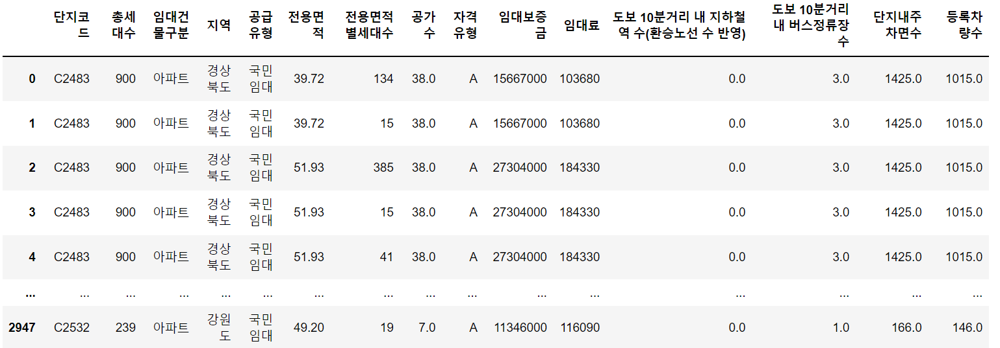 단지코드 총세대수 임대건물구분 지역 공급유형 전용면적 전용면적별세대수 공가수 자격유형 임대보증금 임대료 도보 10분거리 내 지하철역 수(환승노선 수 반영) 도보 10분거리 내 버스정류장 수 단지내주차면수 등록차량수
0 C2483 900 아파트 경상북도 국민임대 39.72 134 38.0 A 15667000 103680 0.0 3.0 1425.0 1015.0
1 C2483 900 아파트 경상북도 국민임대 39.72 15 38.0 A 15667000 103680 0.0 3.0 1425.0 1015.0
2 C2483 900 아파트 경상북도 국민임대 51.93 385 38.0 A 27304000 184330 0.0 3.0 1425.0 1015.0
3 C2483 900 아파트 경상북도 국민임대 51.93 15 38.0 A 27304000 184330 0.0 3.0 1425.0 1015.0
4 C2483 900 아파트 경상북도 국민임대 51.93 41 38.0 A 27304000 184330 0.0 3.0 1425.0 1015.0
... ... ... ... ... ... ... ... ... ... ... ... ... ... ... ...
2947 C2532 239 아파트 강원도 국민임대 49.20 19 7.0 A 11346000 116090 0.0 1.0 166.0 146.0